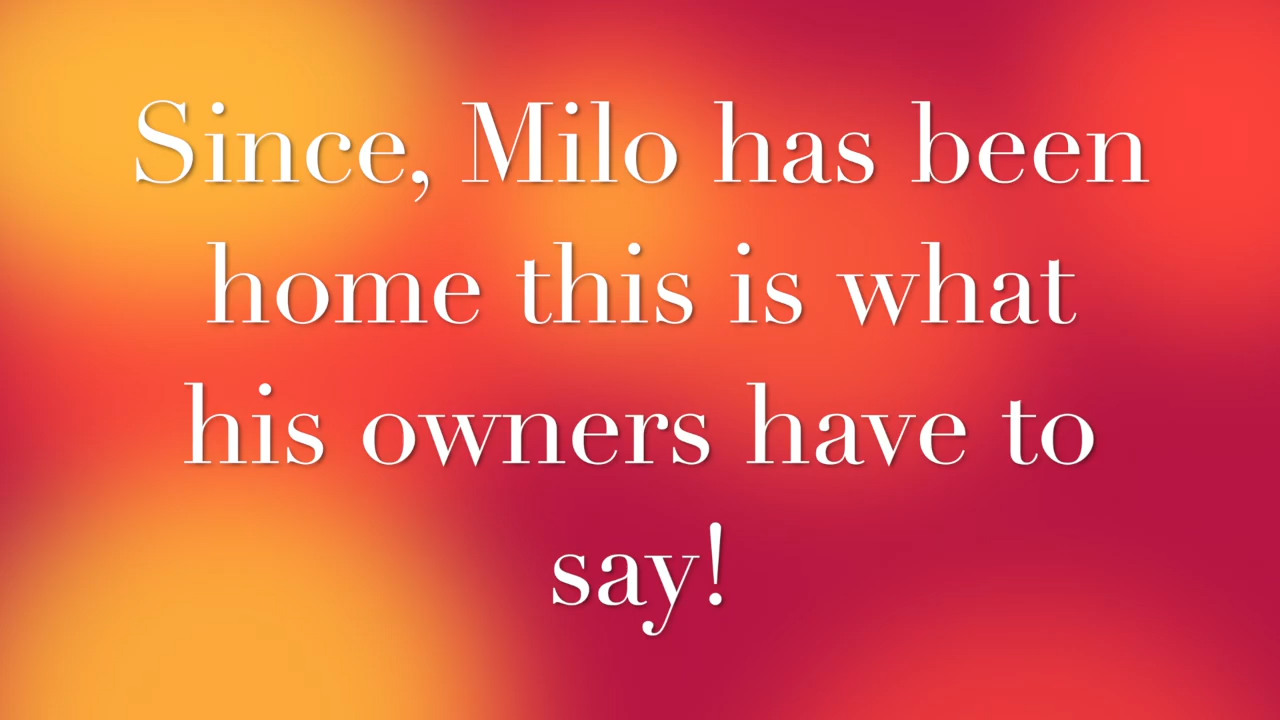 Since, Milo has been
home this is what
his owners have to
say!